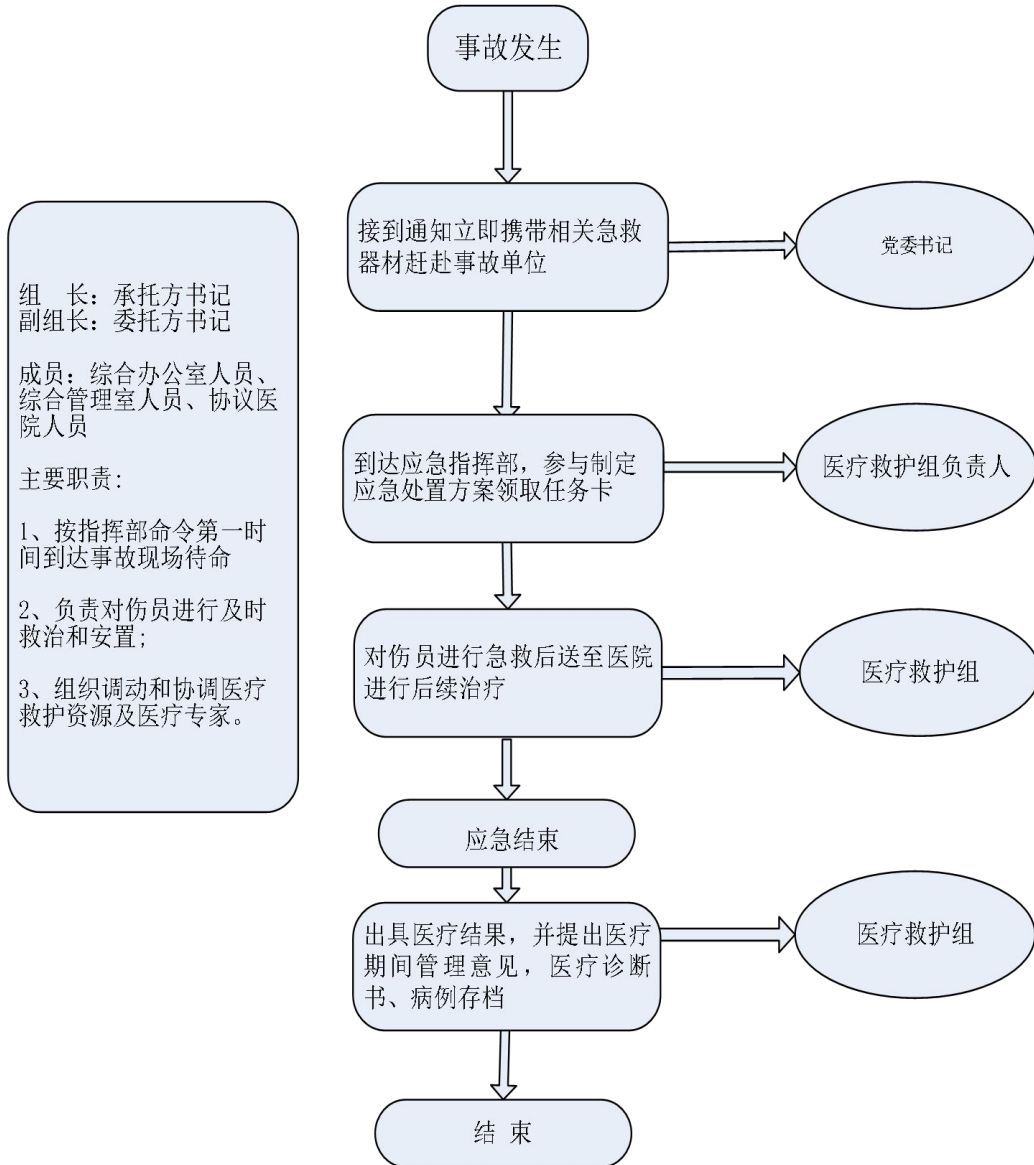 事故发生
接到通知立即携带相关急救
器材赶赴事故单位
党委书记
组 长：承托方书记
副组长：委托方书记
成员：综合办公室人员、
综合管理室人员、协议医
院人员
主要职责：
1、按指挥部命令第一时
间到达事故现场待命
2、负责对伤员进行及时
救治和安置;
3、组织调动和协调医疗
救护资源及医疗专家。
到达应急指挥部，参与制定
应急处置方案领取任务卡
医疗救护组负责人
对伤员进行急救后送至医院
进行后续治疗
医疗救护组
应急结束
出具医疗结果，并提出医疗
期间管理意见，医疗诊断
书、病例存档
医疗救护组
结 束